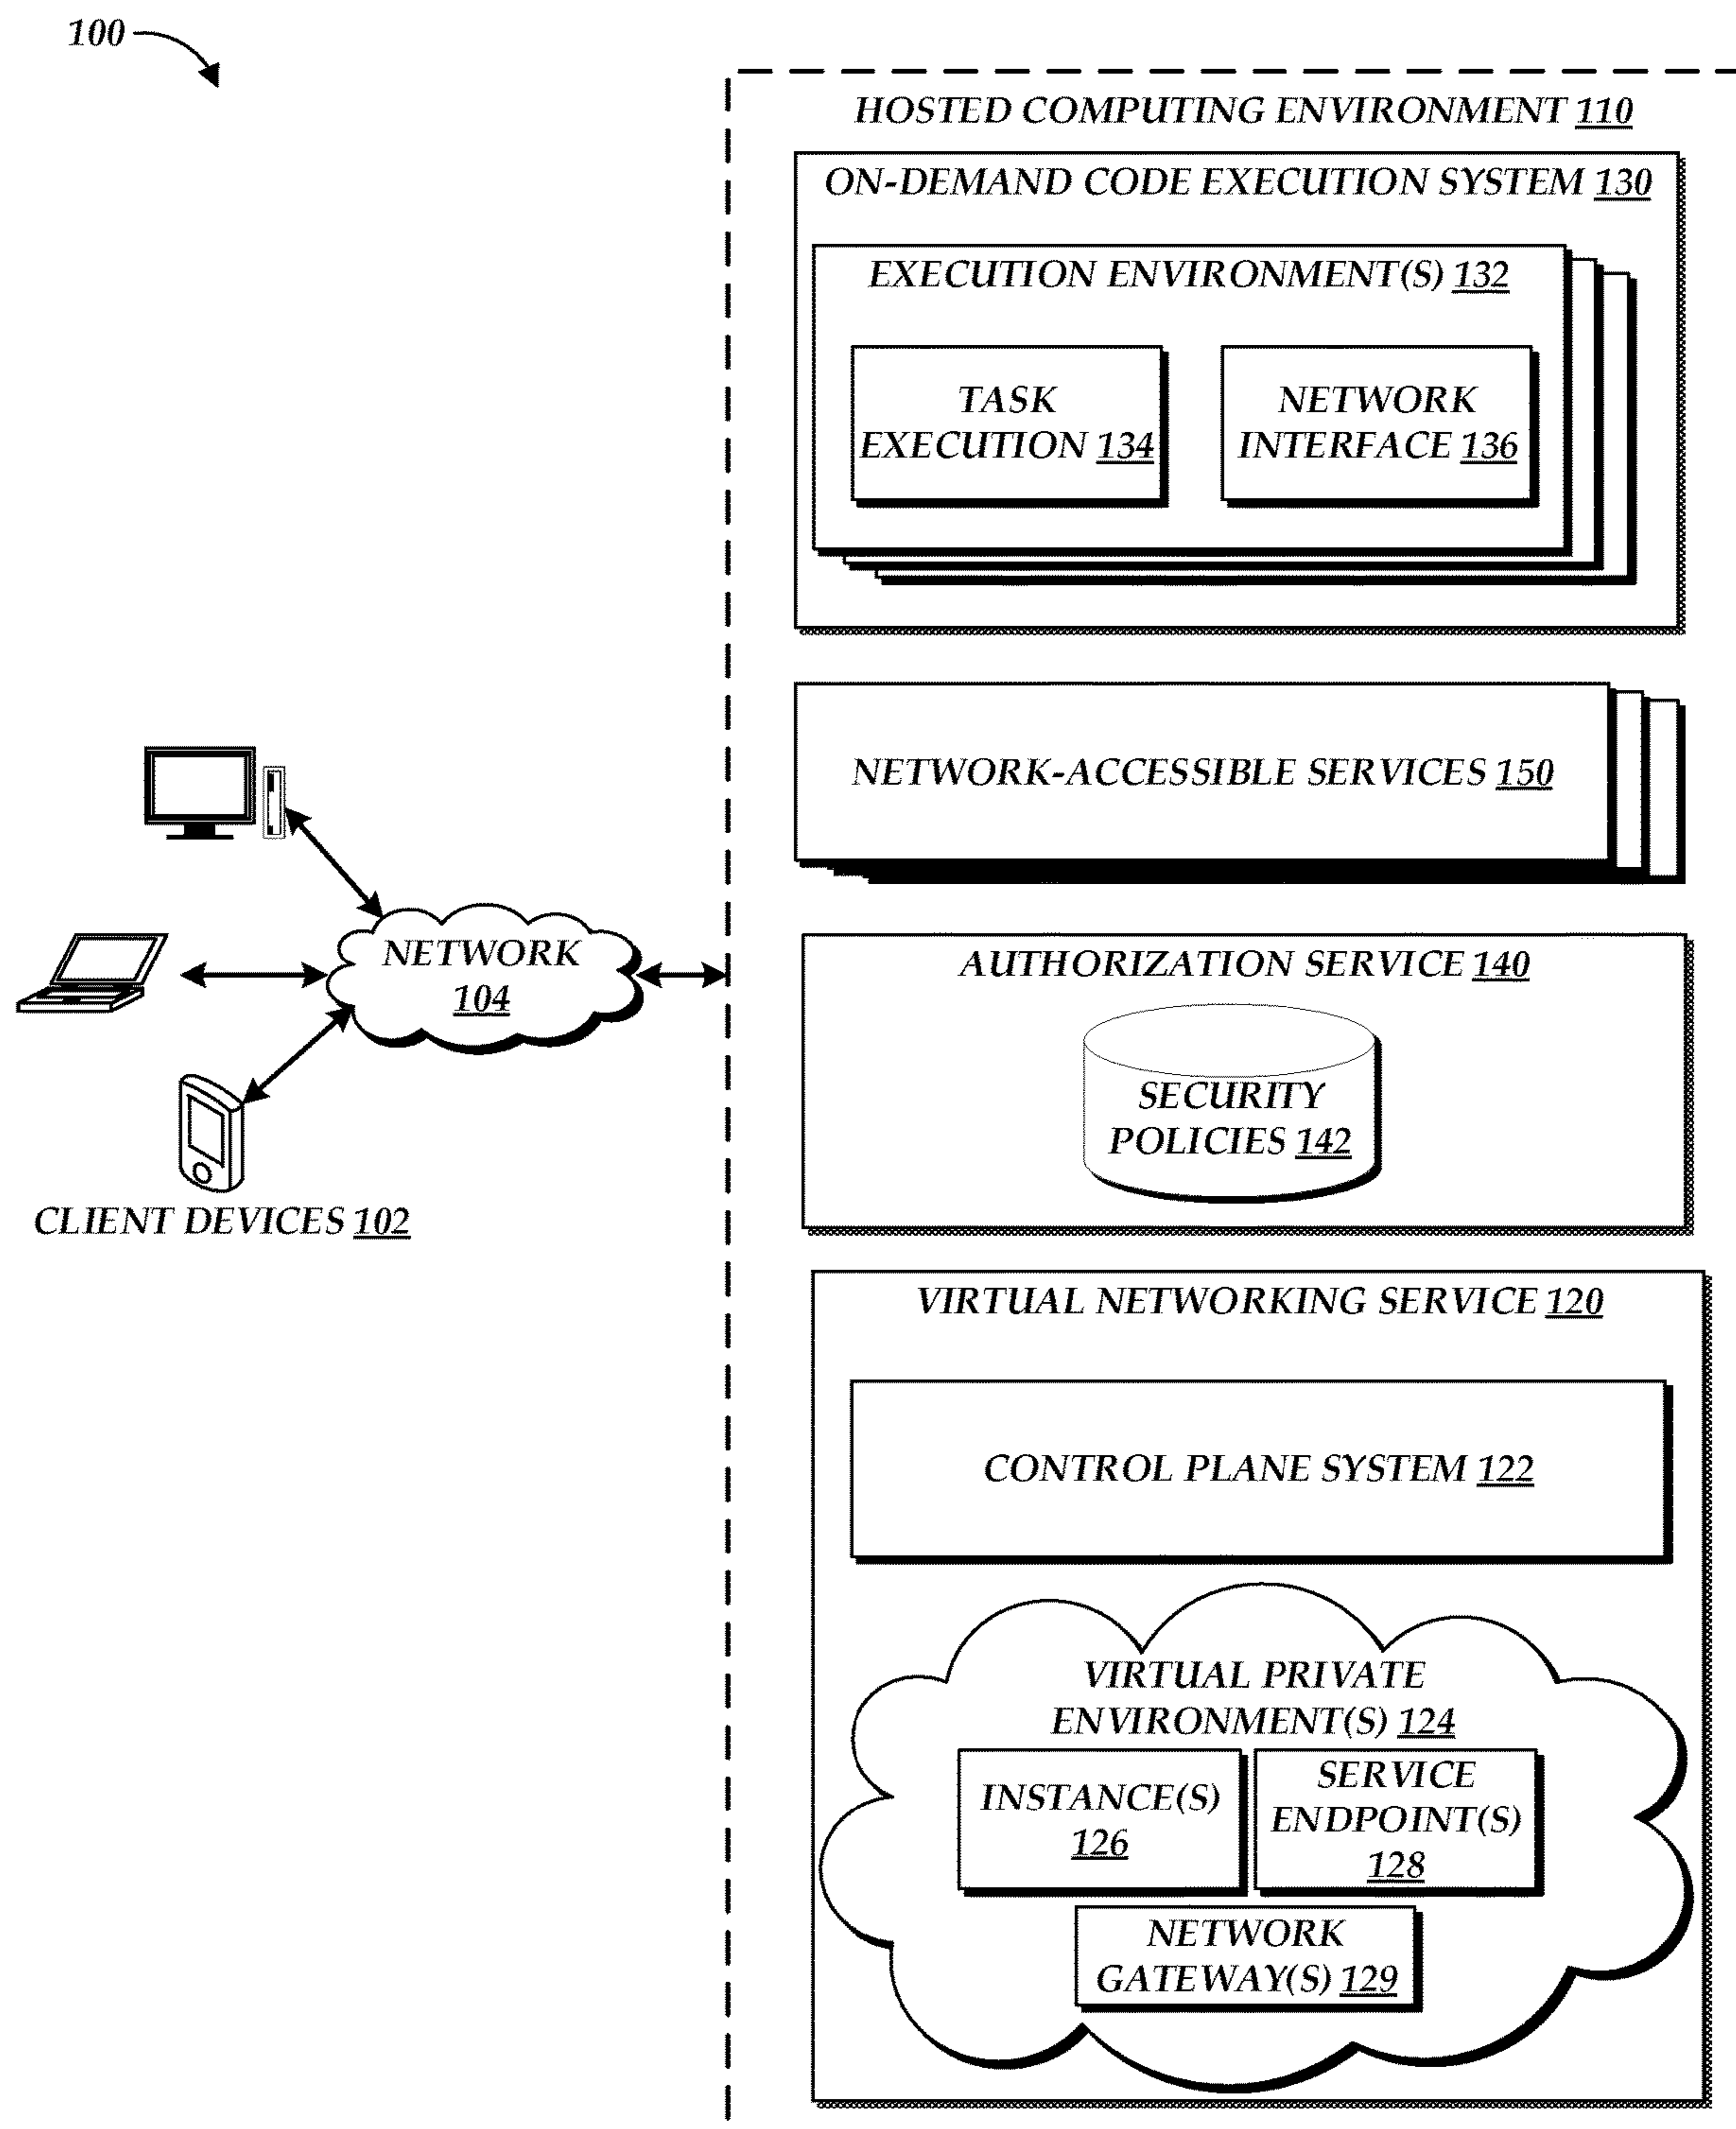 100
HOSTED COMPUTING ENVIRONMENT 110
ON-DEMAND CODE EXECUTION SYSTEM 130
EXECUTION ENVIRONMENT(S) 132
TASK
EXECUTION 134
NETWORK
INTERFACE 136
NETWORK-ACCESSIBLE SERVICES 150
NETWORK
104
CLIENT DEVICES 102
AUTHORIZATION SERVICE 140
SECURITY
POLICIES 142
VIRTUAL NETWORKING SERVICE 120
CONTROL PLANE SYSTEM 122
VIRTUAL PRIVATE
ENVIRONMENT(S) 124
INSTANCE(S)
126
SERVICE
ENDPOINT(S)
128
NETWORK
GATEWAY(S) 129